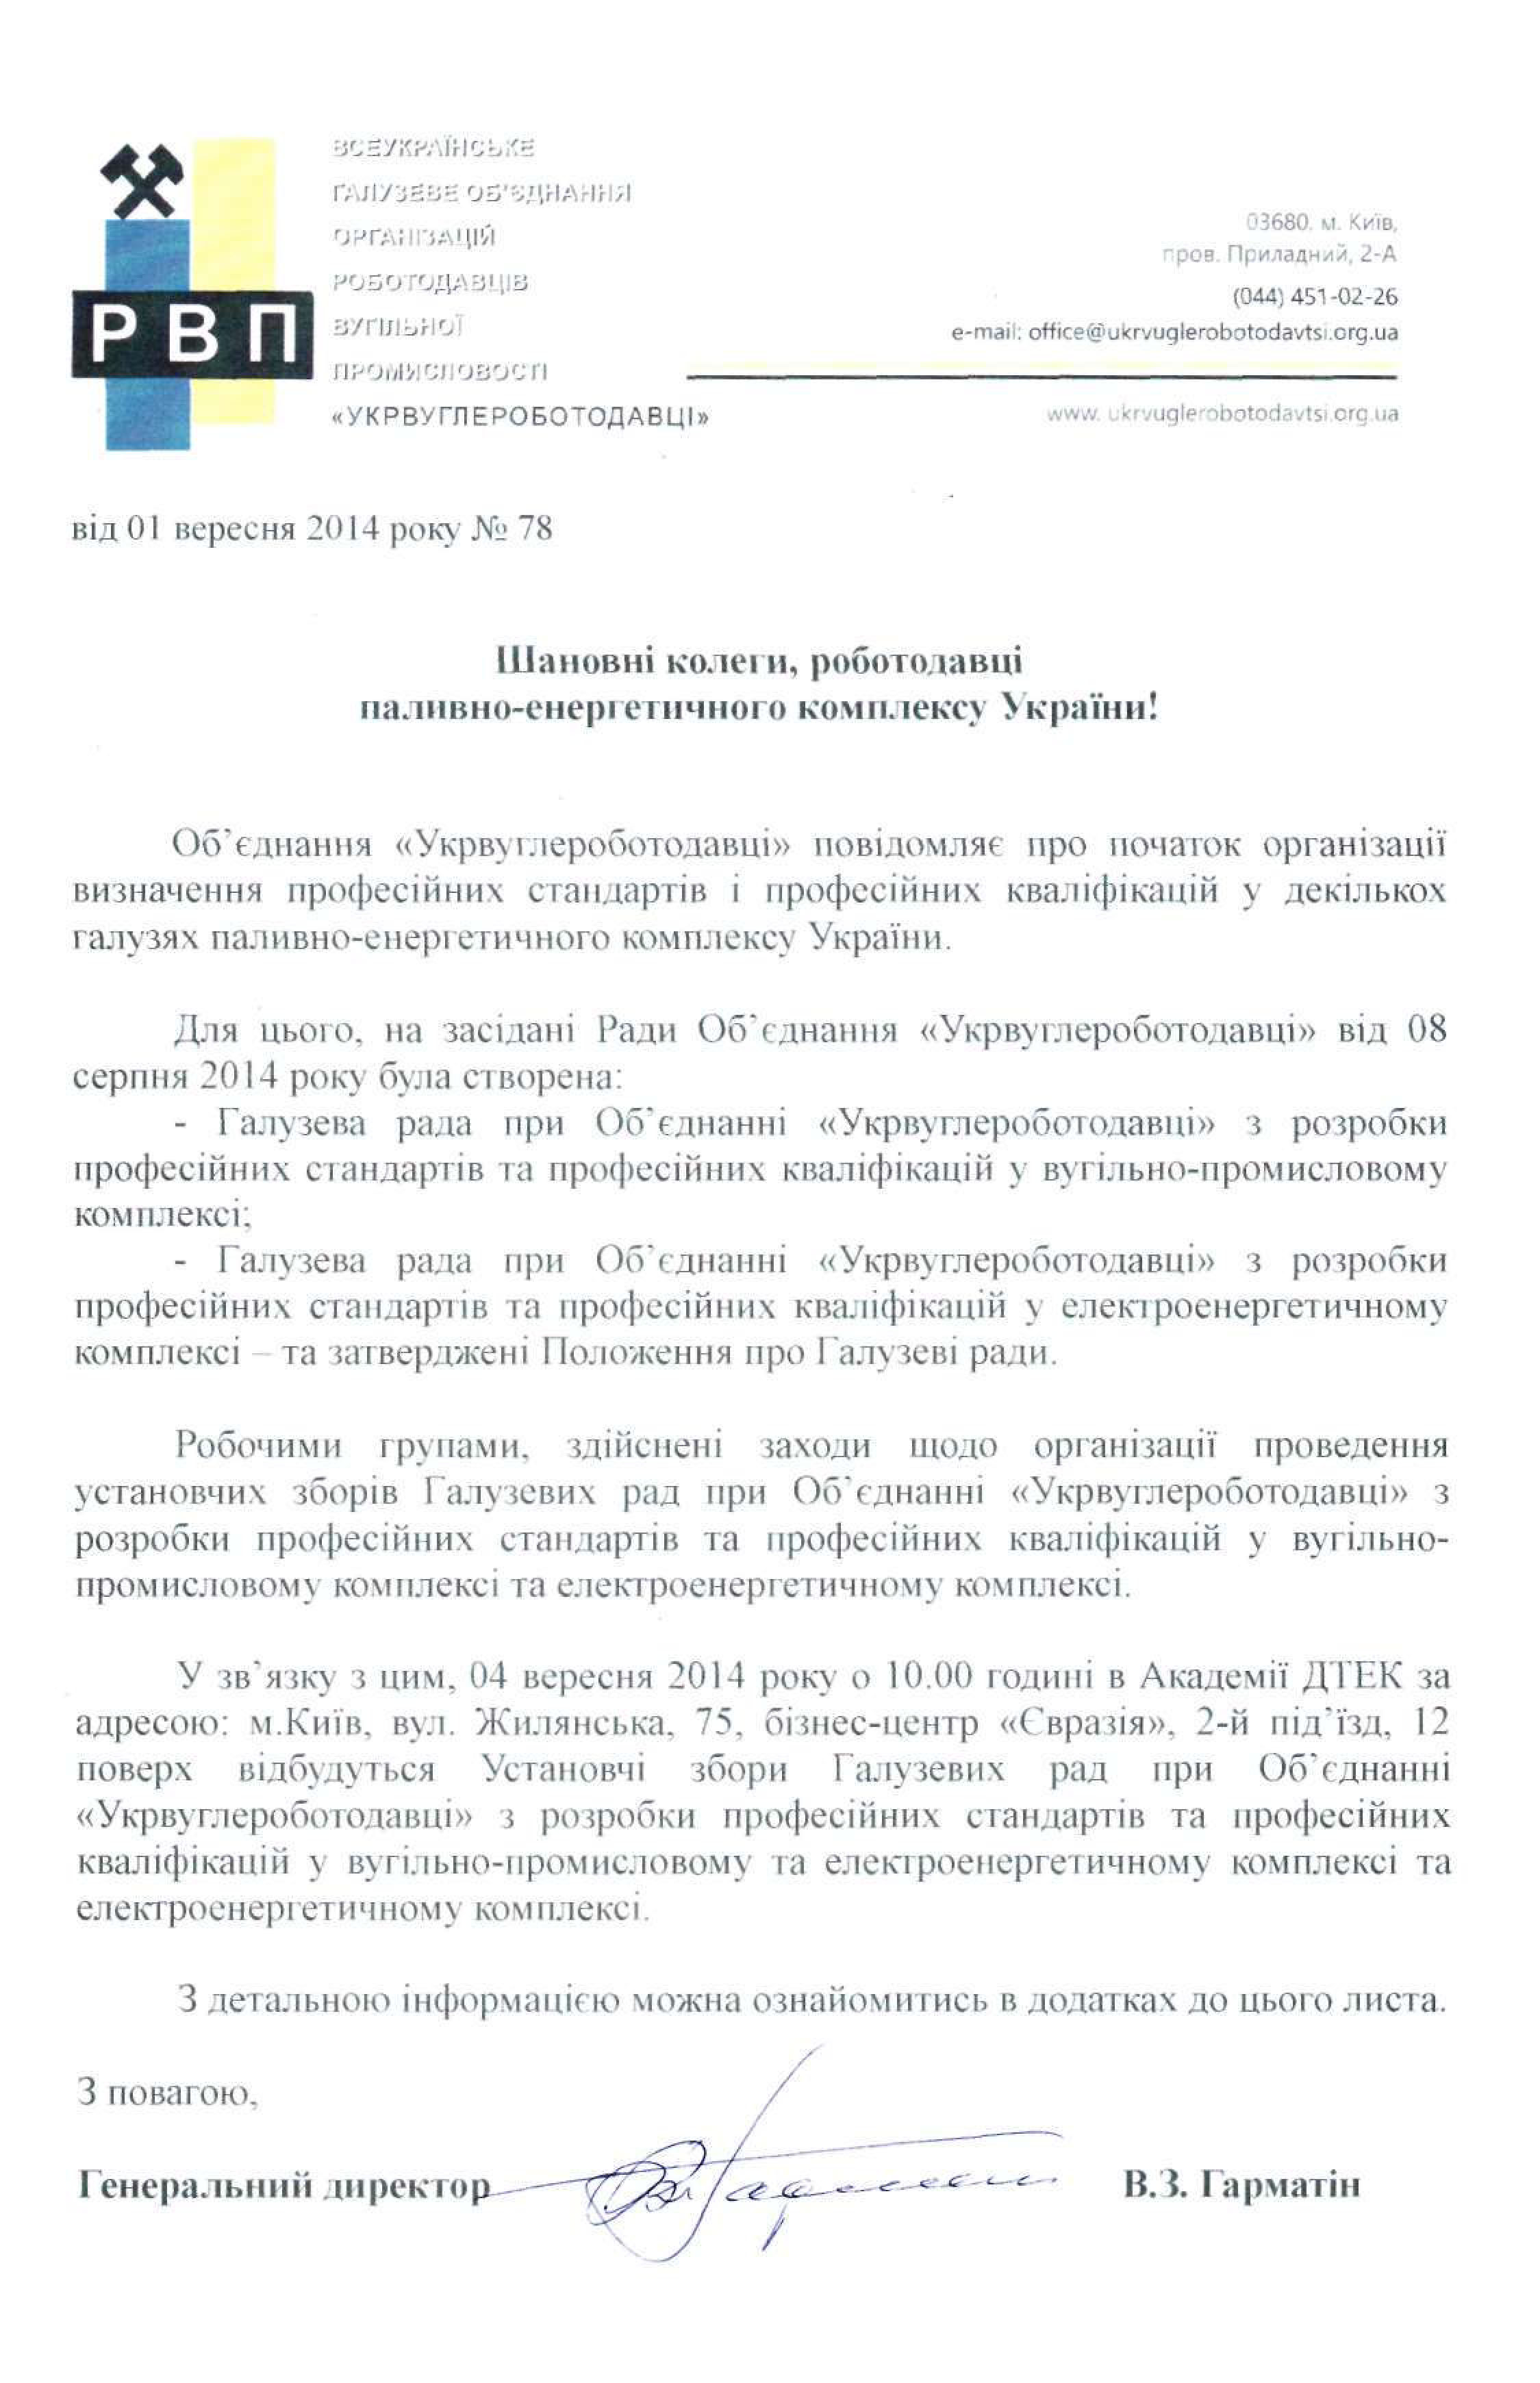 ВСЕУКРАЇНСЬКЕ
ГАЛУЗЕВЕ ОБ'ЄДНАННЯ
ОРГАНІЗАЦІЙ
РОБОТОДАВЦІВ
ВУГІЛЬНОЇ
ПРОМИСЛОВОСТІ
«УКРВУГЛЕРОБОТОДАВЦІ»
РВП
03680, м. Київ,
пров. Приладний, 2-А
(044) 451-02-26
e-mail: office@ukrvuglerobotodavtsi.org.ua
www. ukrvuglerobotodavtsi.org.ua
від 01 вересня 2014 року № 78
Шановні колеги, роботодавці
паливно-енергетичного комплексу України!
Об’єднання «Укрвуглероботодавці» повідомляє про початок організації
визначення професійних стандартів і професійних кваліфікацій у декількох
галузях паливно-енергетичного комплексу України.
Для цього, на засідані Ради Об’єднання «Укрвуглероботодавці» від 08
серпня 2014 року була створена:
- Галузева рада при Об’єднанні «Укрвуглероботодавці» з розробки
професійних стандартів та професійних кваліфікацій у вугільно-промисловому
комплексі;
- Галузева рада при Об’єднанні «Укрвуглероботодавці» з розробки
професійних стандартів та професійних кваліфікацій у електроенергетичному
комплексі – та затверджені Положення про Галузеві ради.
Робочими групами, здійснені заходи щодо організації проведення
установчих зборів Галузевих рад при Об’єднанні «Укрвуглероботодавці» з
розробки професійних стандартів та професійних кваліфікацій у вугільно-
промисловому комплексі та електроенергетичному комплексі.
У зв’язку з цим, 04 вересня 2014 року о 10.00 годині в Академії ДТЕК за
адресою: м.Київ, вул. Жилянська, 75, бізнес-центр «Євразія», 2-й під’їзд, 12
поверх відбудуться Установчі збори Галузевих рад при Об’єднанні
«Укрвуглероботодавці» з розробки професійних стандартів та професійних
кваліфікацій у вугільно-промисловому та електроенергетичному комплексі та
електроенергетичному комплексі.
З детальною інформацією можна ознайомитись в додатках до цього листа.
З повагою,
Генеральний директор
В.З. Гарматін